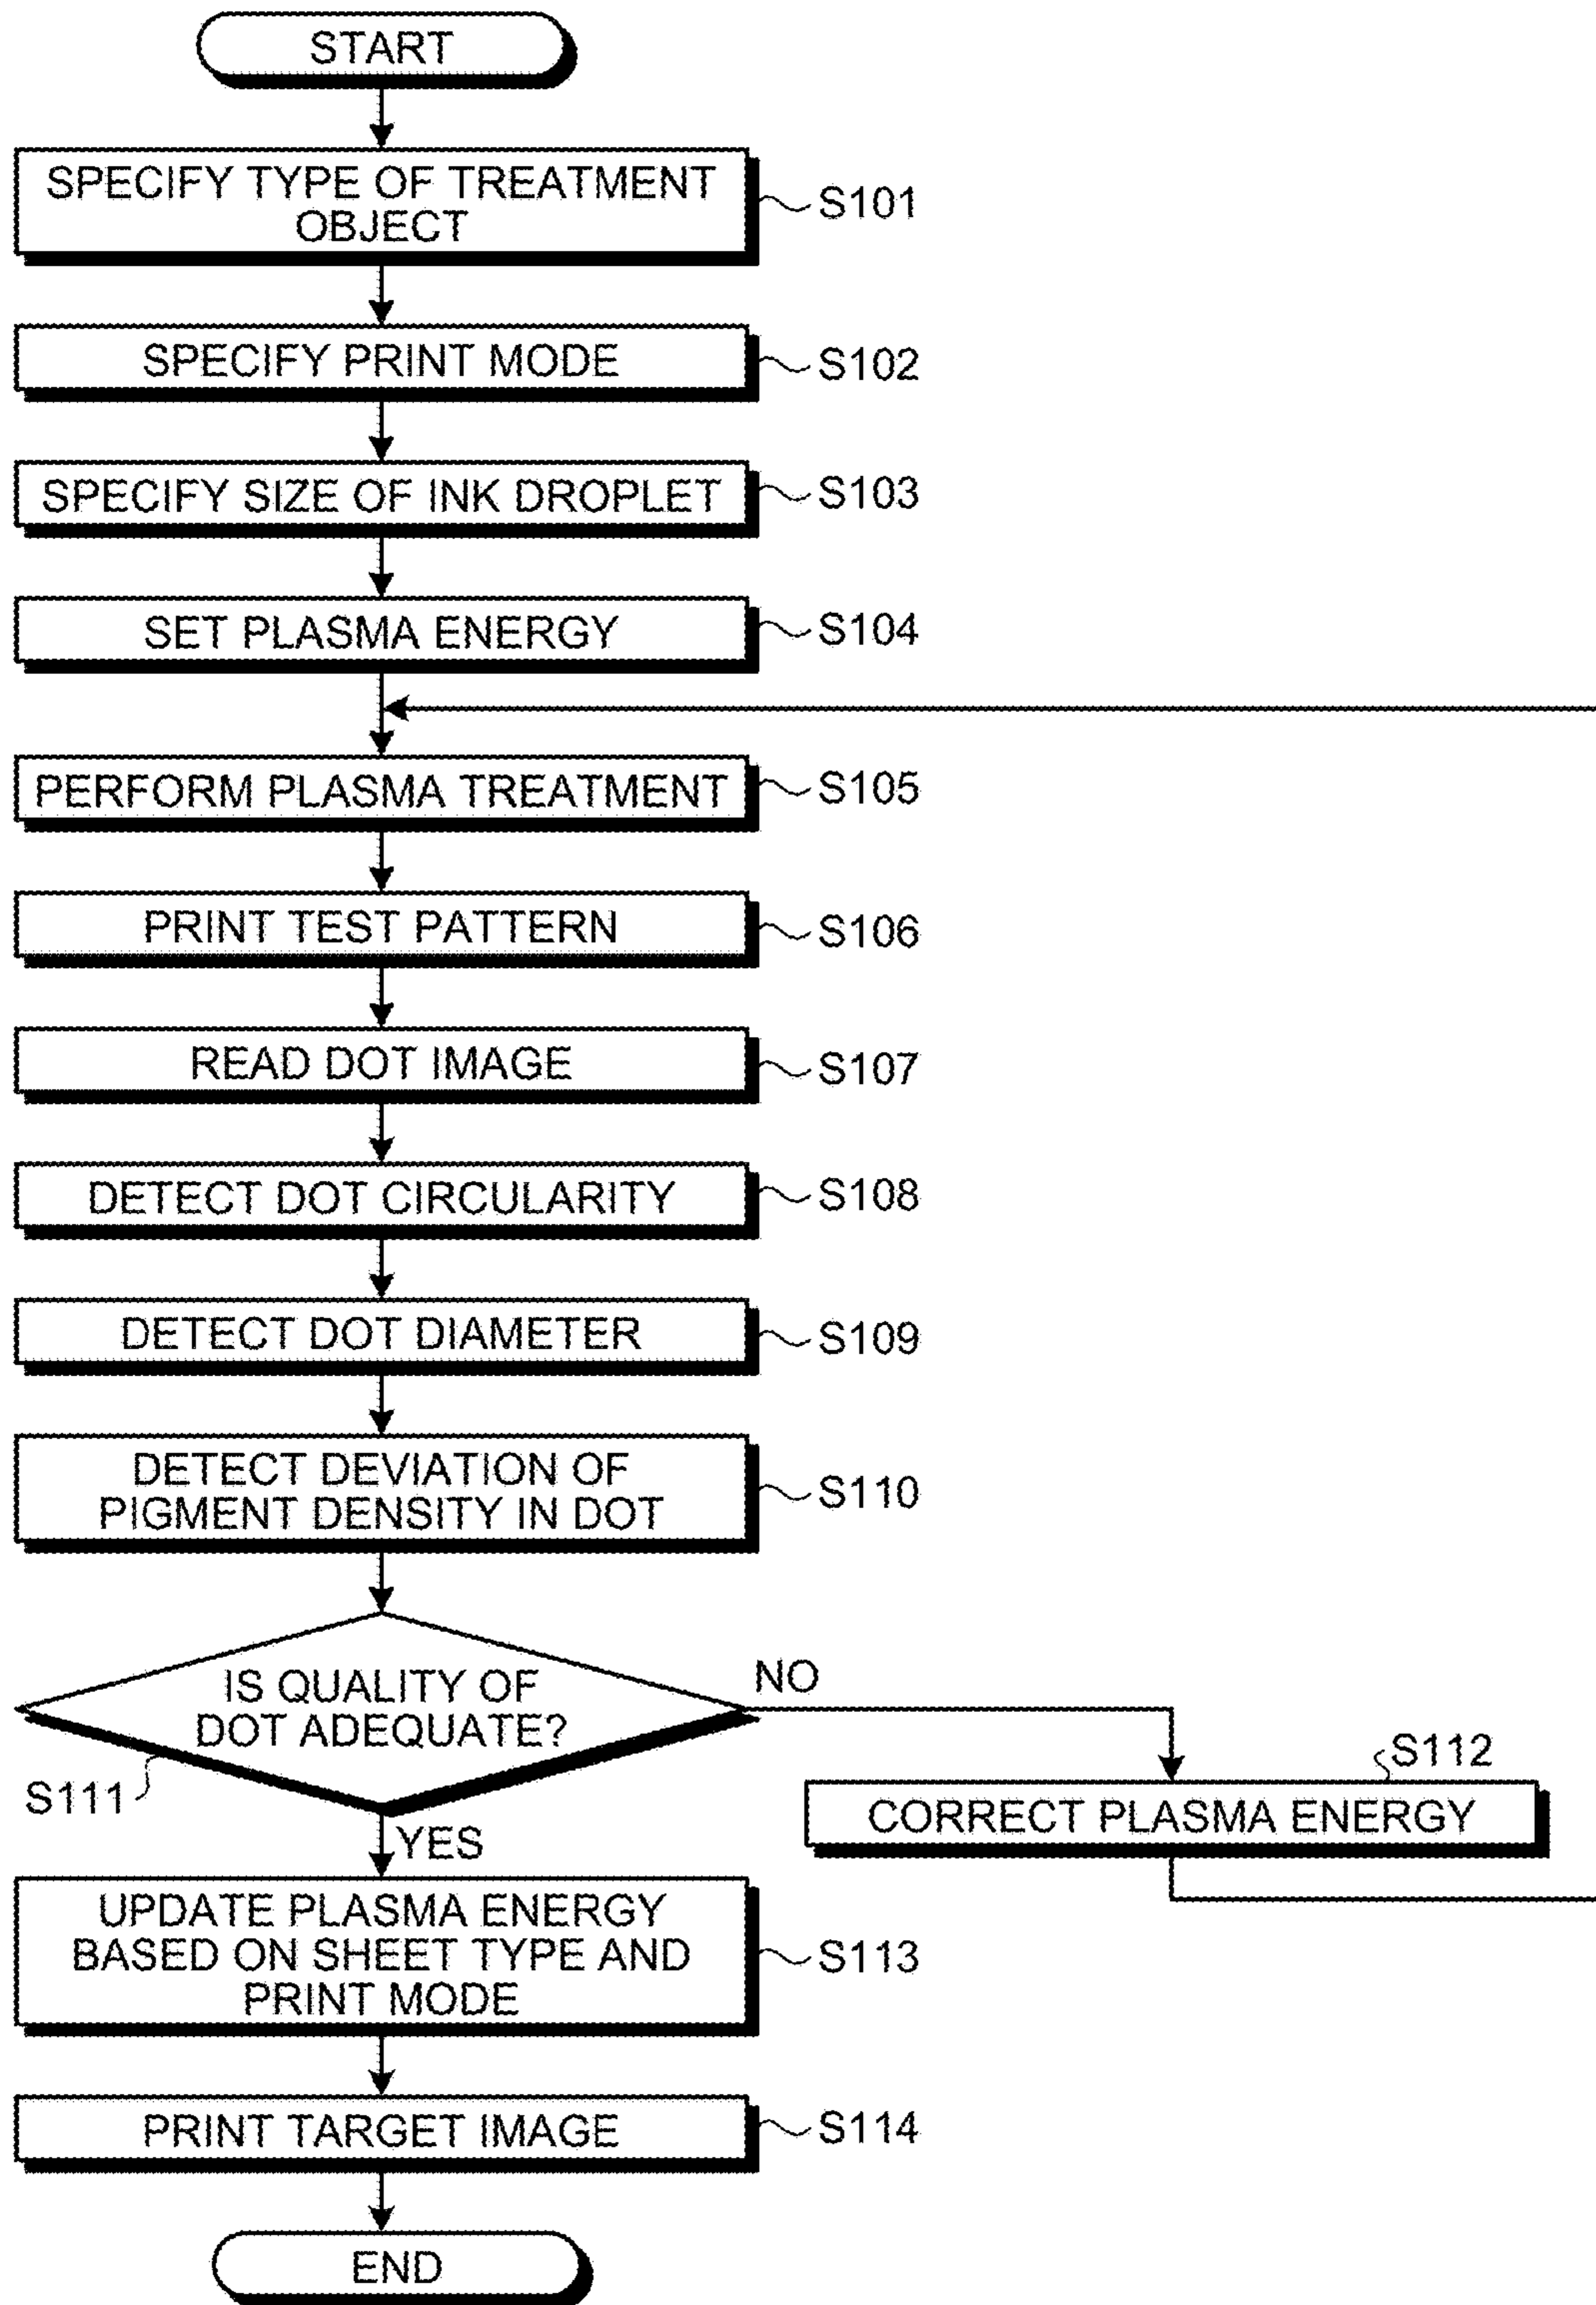 START
SPECIFY TYPE OF TREATMENT
OBJECT
S101
SPECIFY PRINT MODE
S102
SPECIFY SIZE OF INK DROPLET
S103
SET PLASMA ENERGY
S104
PERFORM PLASMA TREATMENT
S105
PRINT TEST PATTERN
S106
READ DOT IMAGE
S107
DETECT DOT CIRCULARITY
S108
DETECT DOT DIAMETER
S109
DETECT DEVIATION OF
PIGMENT DENSITY IN DOT
S110
IS QUALITY OF
DOT ADEQUATE?
S111
NO
S112
CORRECT PLASMA ENERGY
YES
UPDATE PLASMA ENERGY
BASED ON SHEET TYPE AND
PRINT MODE
S113
PRINT TARGET IMAGE
S114
END